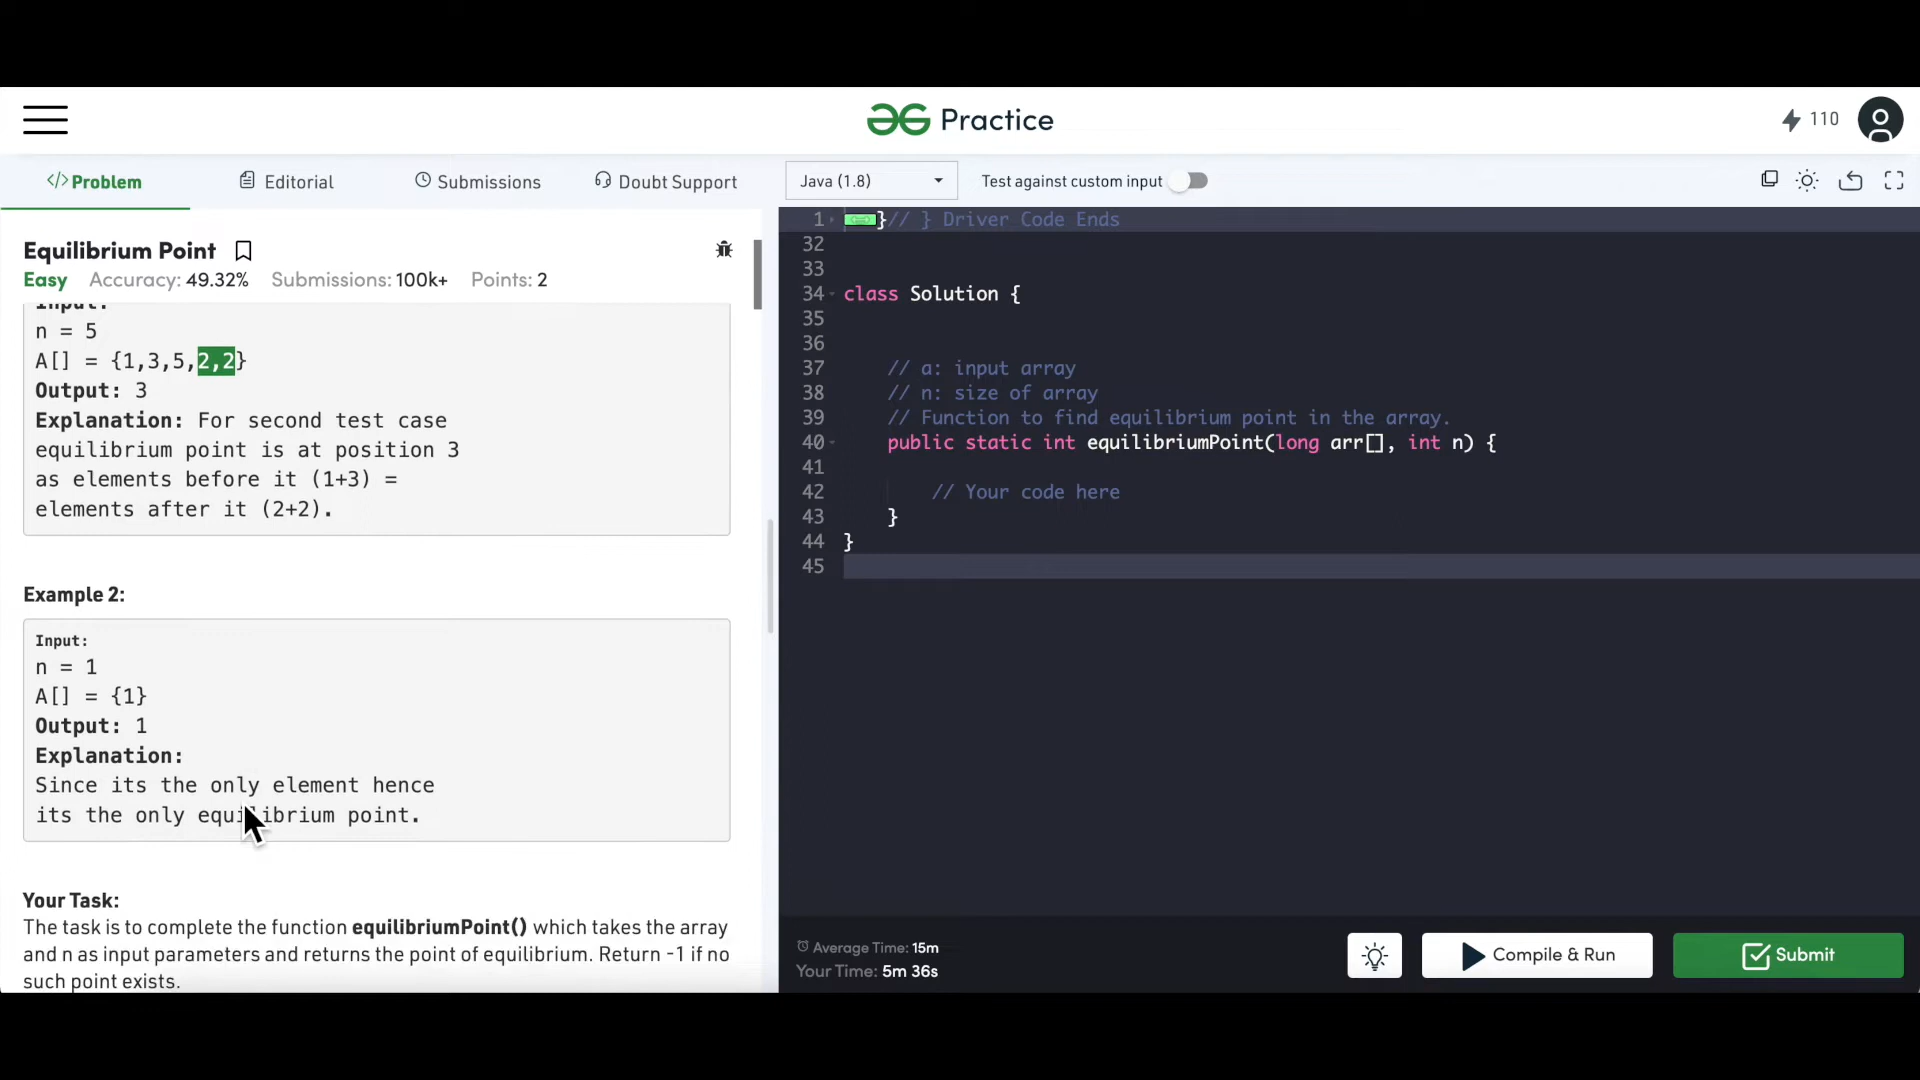 Practice
110
</> Problem
Editorial
Submissions
Doubt Support
Java (1.8)
Test against custom input
Equilibrium Point
Easy Accuracy: 49.32% Submissions: 100k+ Points: 2
Input:
n = 5
A[] = {1,3,5,2,2}
Output: 3
Explanation: For second test case
equilibrium point is at position 3
as elements before it (1+3) =
elements after it (2+2).
Example 2:
Input:
n = 1
A[] = {1}
Output: 1
Explanation:
Since its the only element hence
its the only equilibrium point.
Your Task:
The task is to complete the function equilibriumPoint() which takes the array
and n as input parameters and returns the point of equilibrium. Return -1 if no
such point exists.
1 }// } Driver Code Ends
32
33
34 class Solution {
35
36
37 // a: input array
38 // n: size of array
39 // Function to find equilibrium point in the array.
40 public static int equilibriumPoint(long arr[], int n) {
41
42 // Your code here
43 }
44 }
45
Average Time: 15m
Your Time: 5m 36s
Compile & Run
Submit